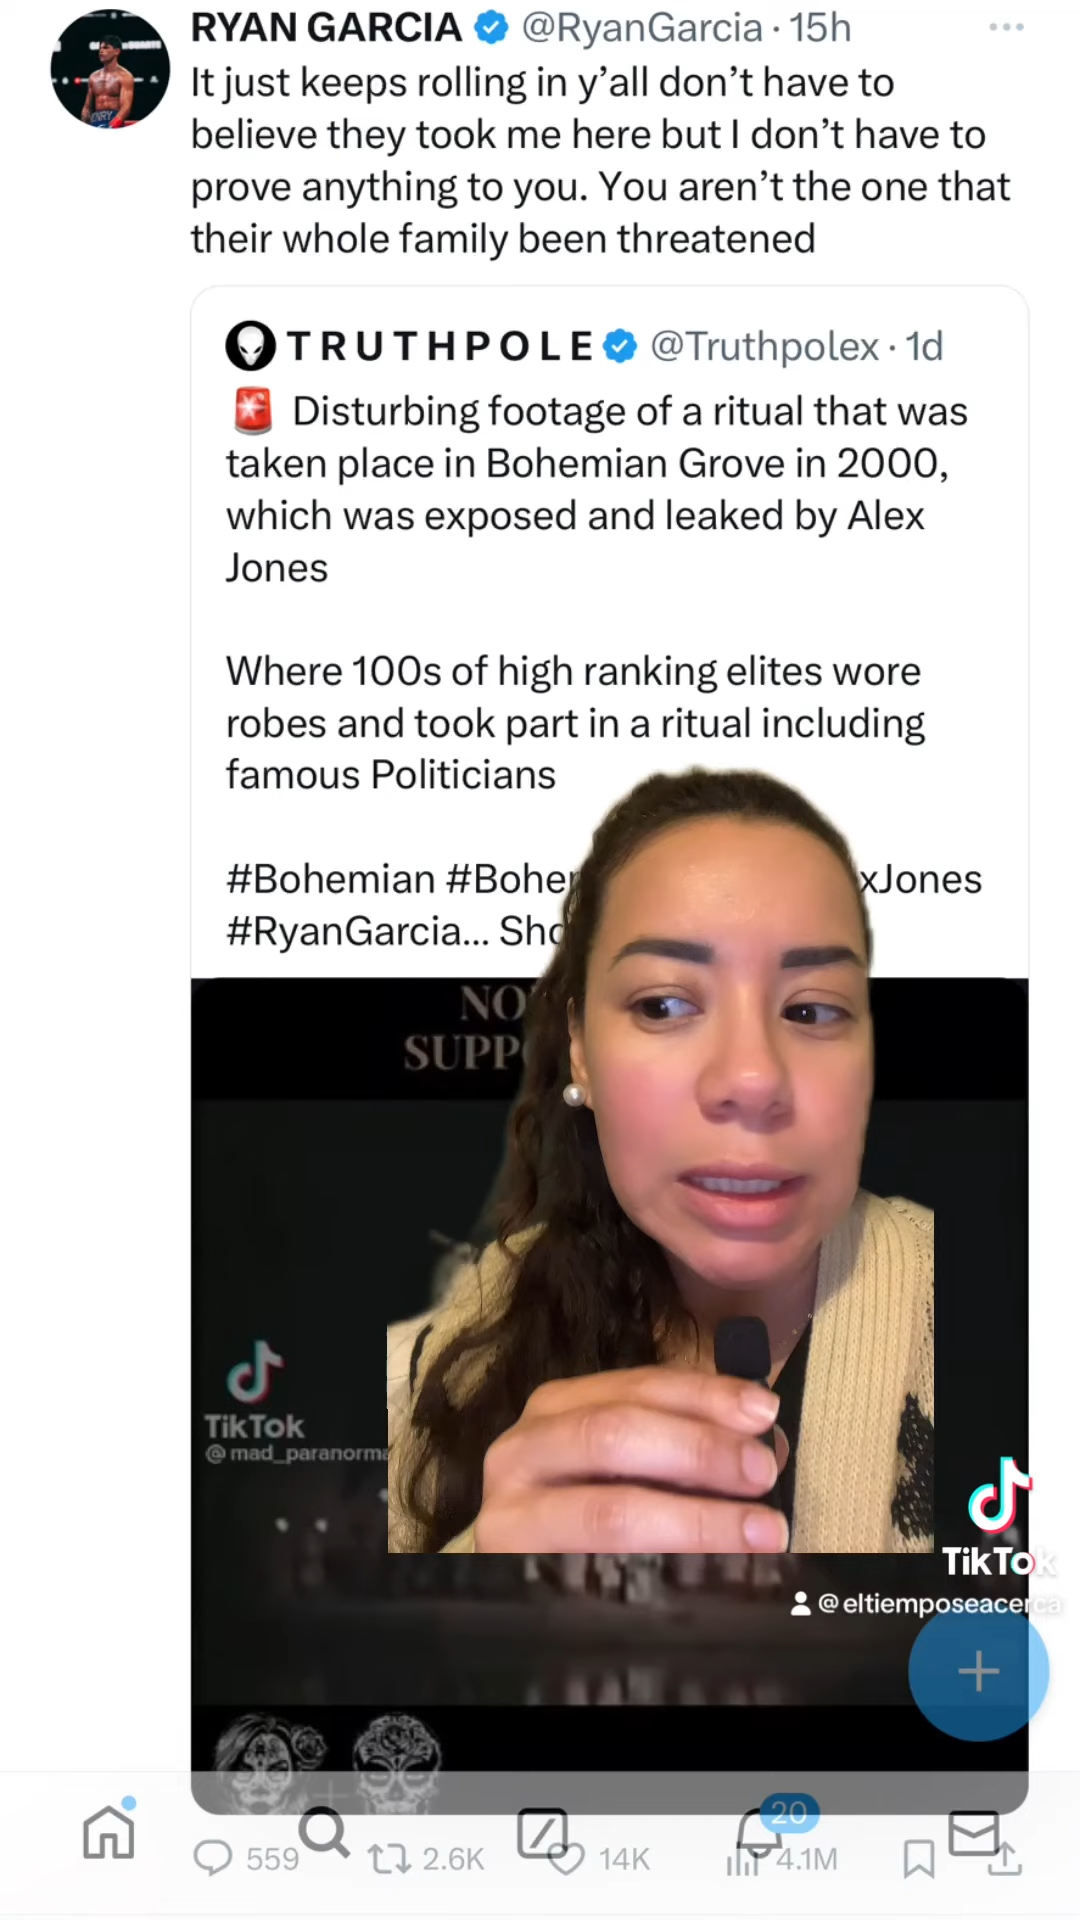 RYAN GARCIA @RyanGarcia · 15h
It just keeps rolling in y’all don’t have to
believe they took me here but I don’t have to
prove anything to you. You aren’t the one that
their whole family been threatened
TRUTHPOLE @Truthpolex · 1d
🚨 Disturbing footage of a ritual that was
taken place in Bohemian Grove in 2000,
which was exposed and leaked by Alex
Jones
Where 100s of high ranking elites wore
robes and took part in a ritual including
famous Politicians
#Bohemian #Boher xJones
#RyanGarcia... Sho
NO
SUPP
TikTok
@mad_paranorma
TikTok
@eltiemposeacerca
20
559 2.6K 14K 4.1M